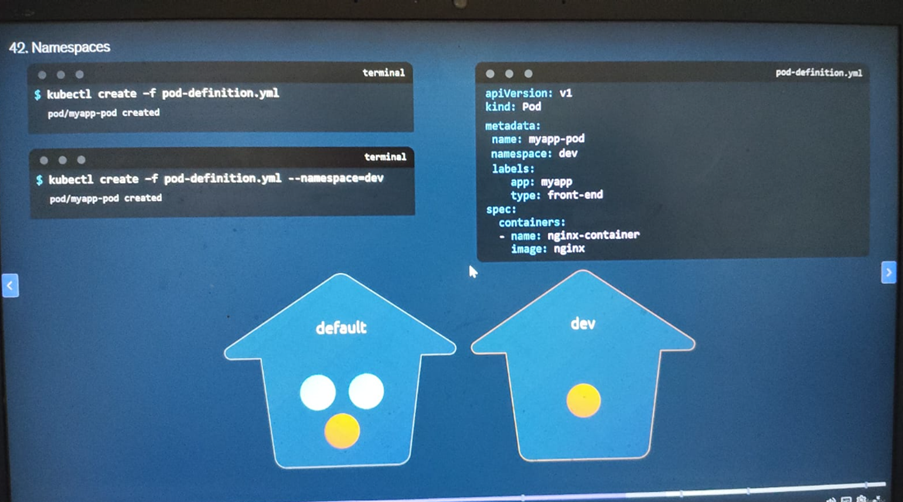 42. Namespaces
terminal
$ kubectl create -f pod-definition.yml
pod/myapp-pod created
terminal
$ kubectl create -f pod-definition.yml --namespace=dev
pod/myapp-pod created
pod-definition.yml
apiVersion: v1
kind: Pod
metadata:
name: myapp-pod
namespace: dev
labels:
app: myapp
type: front-end
spec:
containers:
- name: nginx-container
image: nginx
default
dev